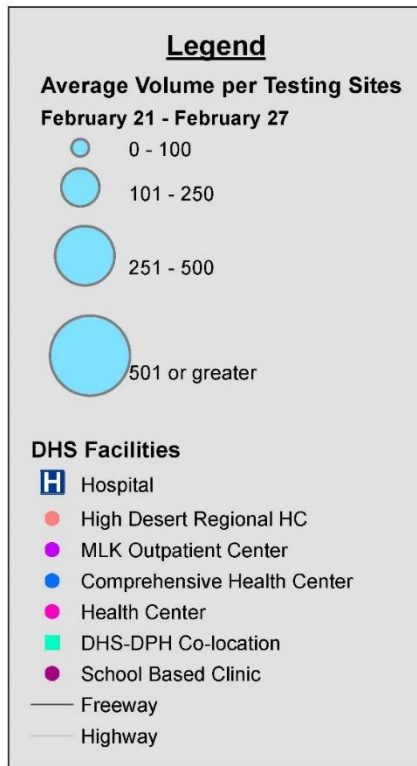 Legend
Average Volume per Testing Sites
February 21 - February 27
0 - 100
101 - 250
251 - 500
501 or greater
DHS Facilities
H Hospital
High Desert Regional HC
MLK Outpatient Center
Comprehensive Health Center
Health Center
DHS-DPH Co-location
School Based Clinic
Freeway
Highway